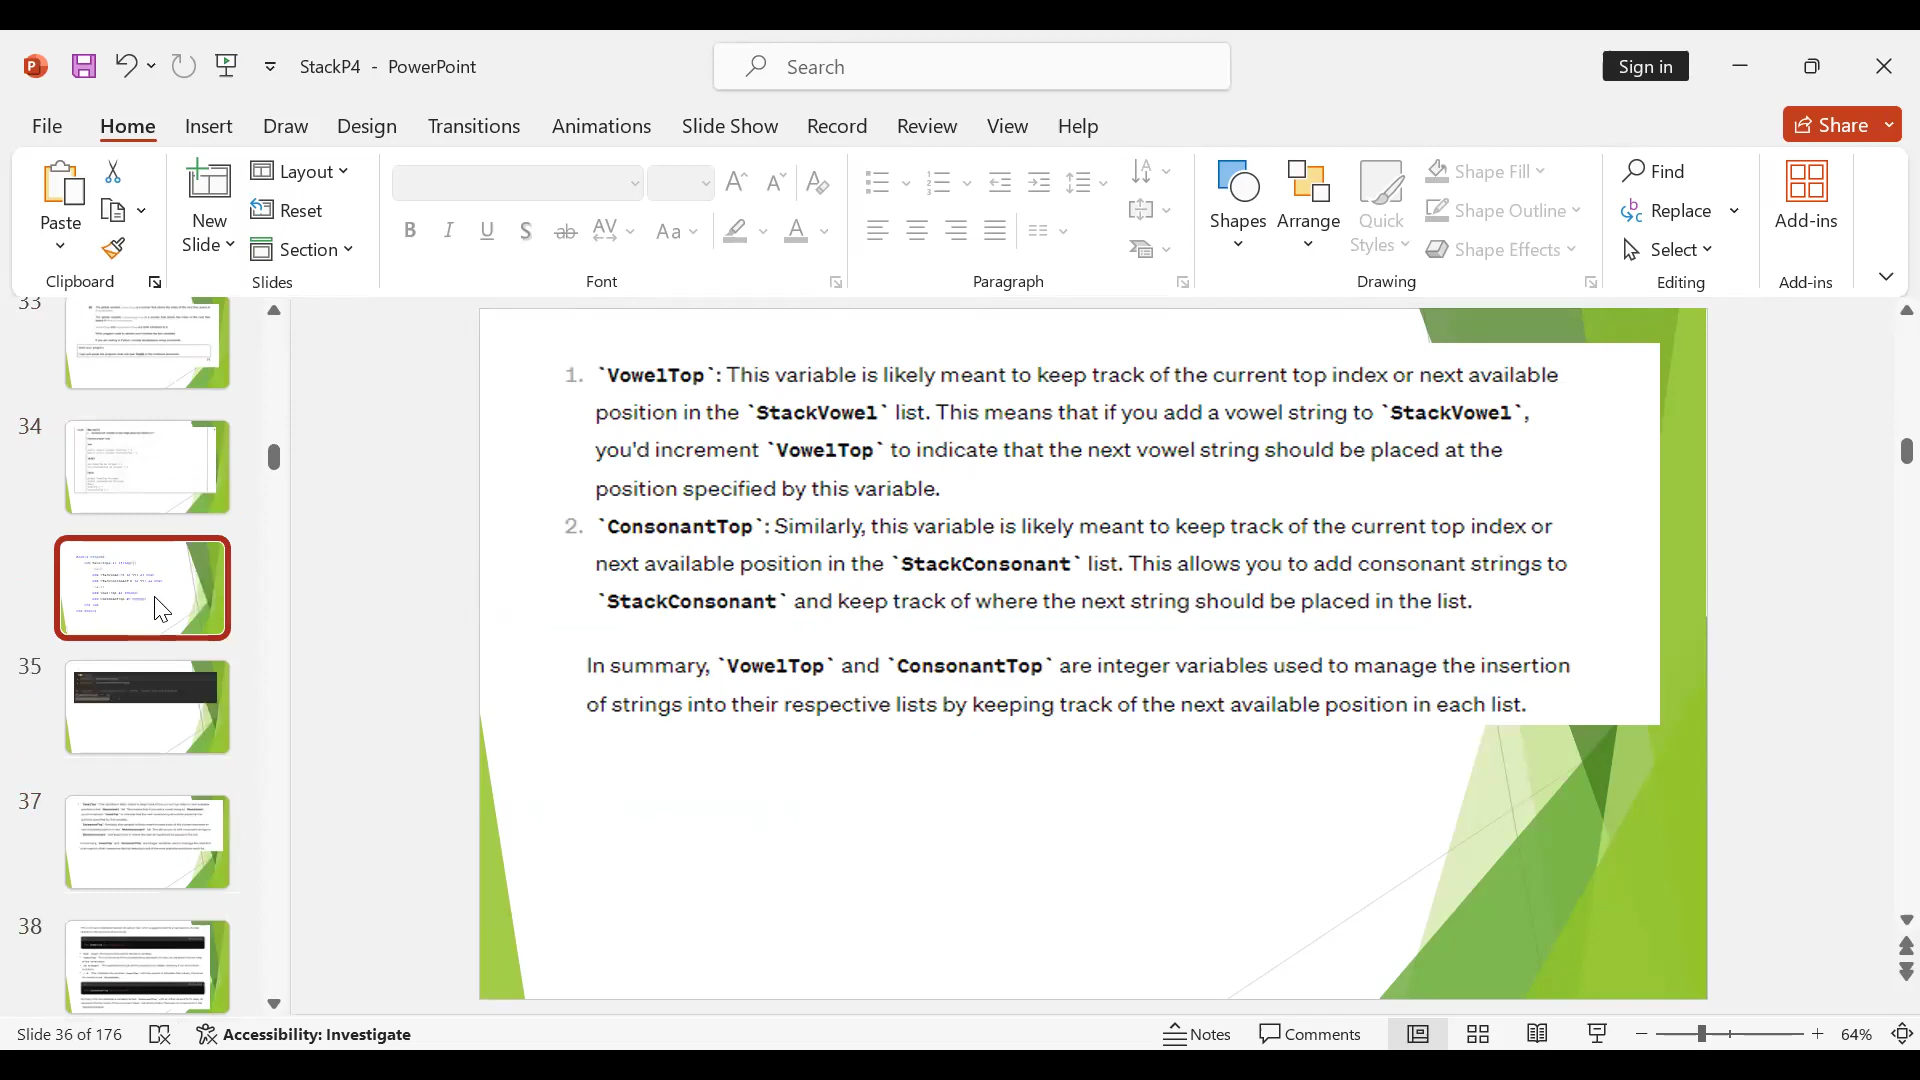 StackP4 - PowerPoint
Search
Sign in
File Home Insert Draw Design Transitions Animations Slide Show Record Review View Help
Share
Paste
Clipboard
New Slide
Layout
Reset
Section
Slides
B I U S ab AV Aa A
Font
Paragraph
Shapes
Arrange
Quick Styles
Shape Fill
Shape Outline
Shape Effects
Drawing
Find
Replace
Select
Editing
Add-ins
Add-ins
33
34
35
37
38
1. `VowelTop`: This variable is likely meant to keep track of the current top index or next available
position in the `StackVowel` list. This means that if you add a vowel string to `StackVowel`,
you'd increment `VowelTop` to indicate that the next vowel string should be placed at the
position specified by this variable.
2. `ConsonantTop`: Similarly, this variable is likely meant to keep track of the current top index or
next available position in the `StackConsonant` list. This allows you to add consonant strings to
`StackConsonant` and keep track of where the next string should be placed in the list.
In summary, `VowelTop` and `ConsonantTop` are integer variables used to manage the insertion
of strings into their respective lists by keeping track of the next available position in each list.
Slide 36 of 176
Accessibility: Investigate
Notes
Comments
64%